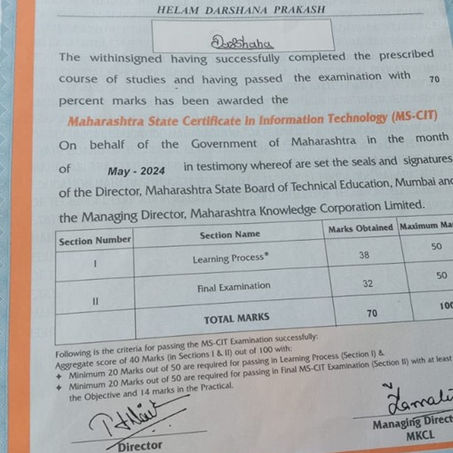 HELAM DARSHANA PRAKASH
The withinsigned having successfully completed the prescribed
course of studies and having passed the examination with 70
percent marks has been awarded the
Maharashtra State Certificate in Information Technology (MS-CIT)
On behalf of the Government of Maharashtra in the month
of May - 2024 in testimony whereof are set the seals and signatures
of the Director, Maharashtra State Board of Technical Education, Mumbai and
the Managing Director, Maharashtra Knowledge Corporation Limited.
Section Number Section Name Marks Obtained Maximum Ma
I Learning Process* 38 50
II Final Examination 32 50
TOTAL MARKS 70 100
Following is the criteria for passing the MS-CIT Examination successfully:
Aggregate score of 40 Marks (in Sections I & II) out of 100 with:
+ Minimum 20 Marks out of 50 are required for passing in Learning Process (Section I) &
+ Minimum 20 Marks out of 50 are required for passing in Final MS-CIT Examination (Section II) with at least
the Objective and 14 marks in the Practical.
Director
Managing Direct
MKCL